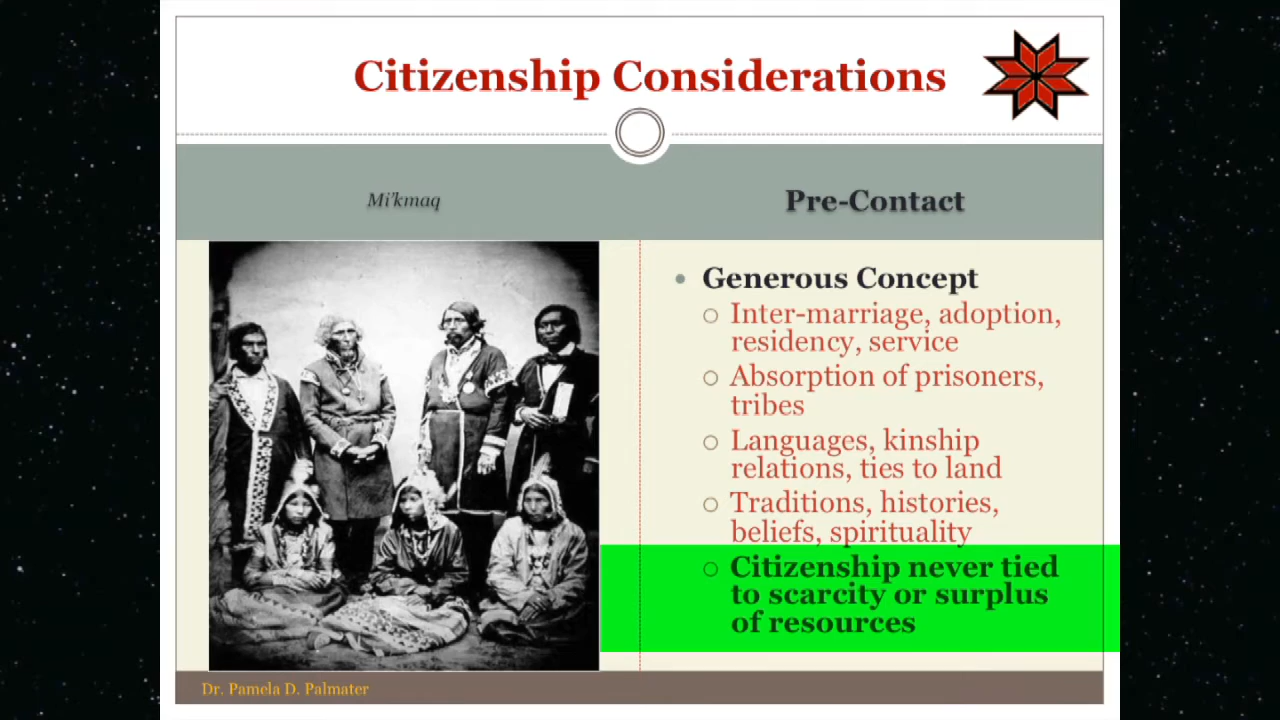 Citizenship Considerations
Mi'kmaq
Pre-Contact
Generous Concept
Inter-marriage, adoption,
residency, service
Absorption of prisoners,
tribes
Languages, kinship
relations, ties to land
Traditions, histories,
beliefs, spirituality
Citizenship never tied
to scarcity or surplus
of resources
Dr. Pamela D. Palmater